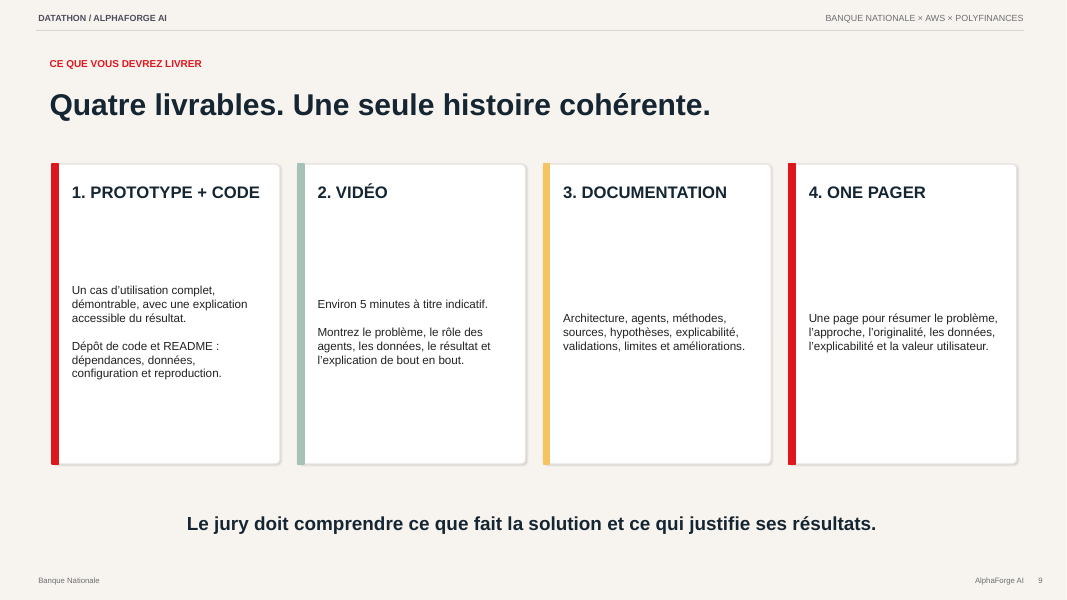 DATATHON / ALPHAFORGE AI
BANQUE NATIONALE × AWS × POLYFINANCES
CE QUE VOUS DEVREZ LIVRER
Quatre livrables. Une seule histoire cohérente.
1. PROTOTYPE + CODE
Un cas d’utilisation complet,
démontrable, avec une explication
accessible du résultat.
Dépôt de code et README :
dépendances, données,
configuration et reproduction.
2. VIDÉO
Environ 5 minutes à titre indicatif.
Montrez le problème, le rôle des
agents, les données, le résultat et
l’explication de bout en bout.
3. DOCUMENTATION
Architecture, agents, méthodes,
sources, hypothèses, explicabilité,
validations, limites et améliorations.
4. ONE PAGER
Une page pour résumer le problème,
l’approche, l’originalité, les données,
l’explicabilité et la valeur utilisateur.
Le jury doit comprendre ce que fait la solution et ce qui justifie ses résultats.
Banque Nationale
AlphaForge AI
9